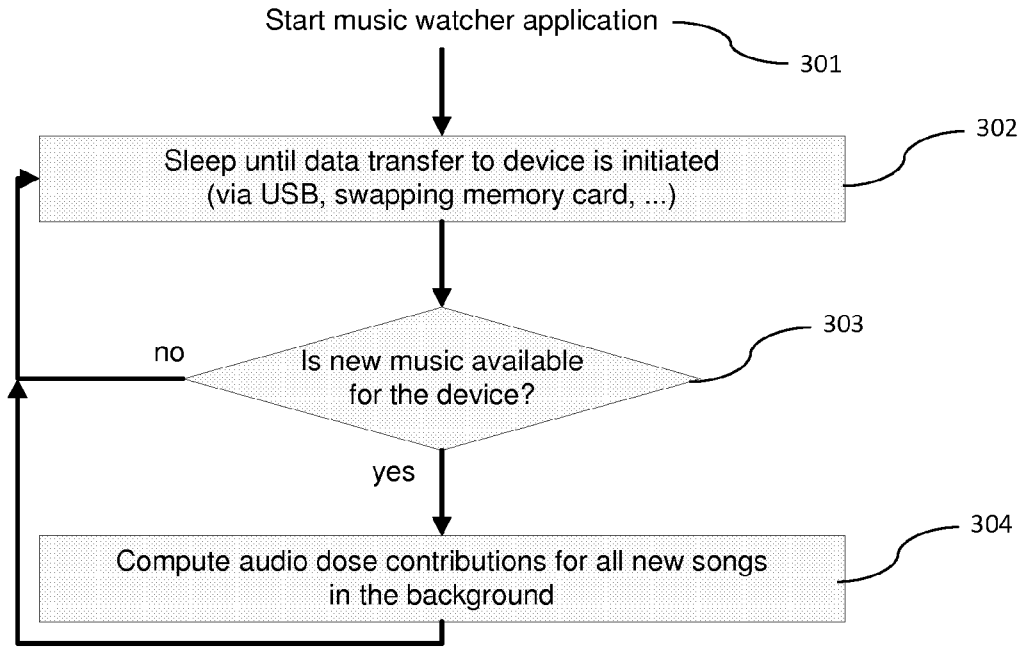 Start music watcher application
301
302
Sleep until data transfer to device is initiated
(via USB, swapping memory card, ...)
303
no
Is new music available
for the device?
yes
304
Compute audio dose contributions for all new songs
in the background